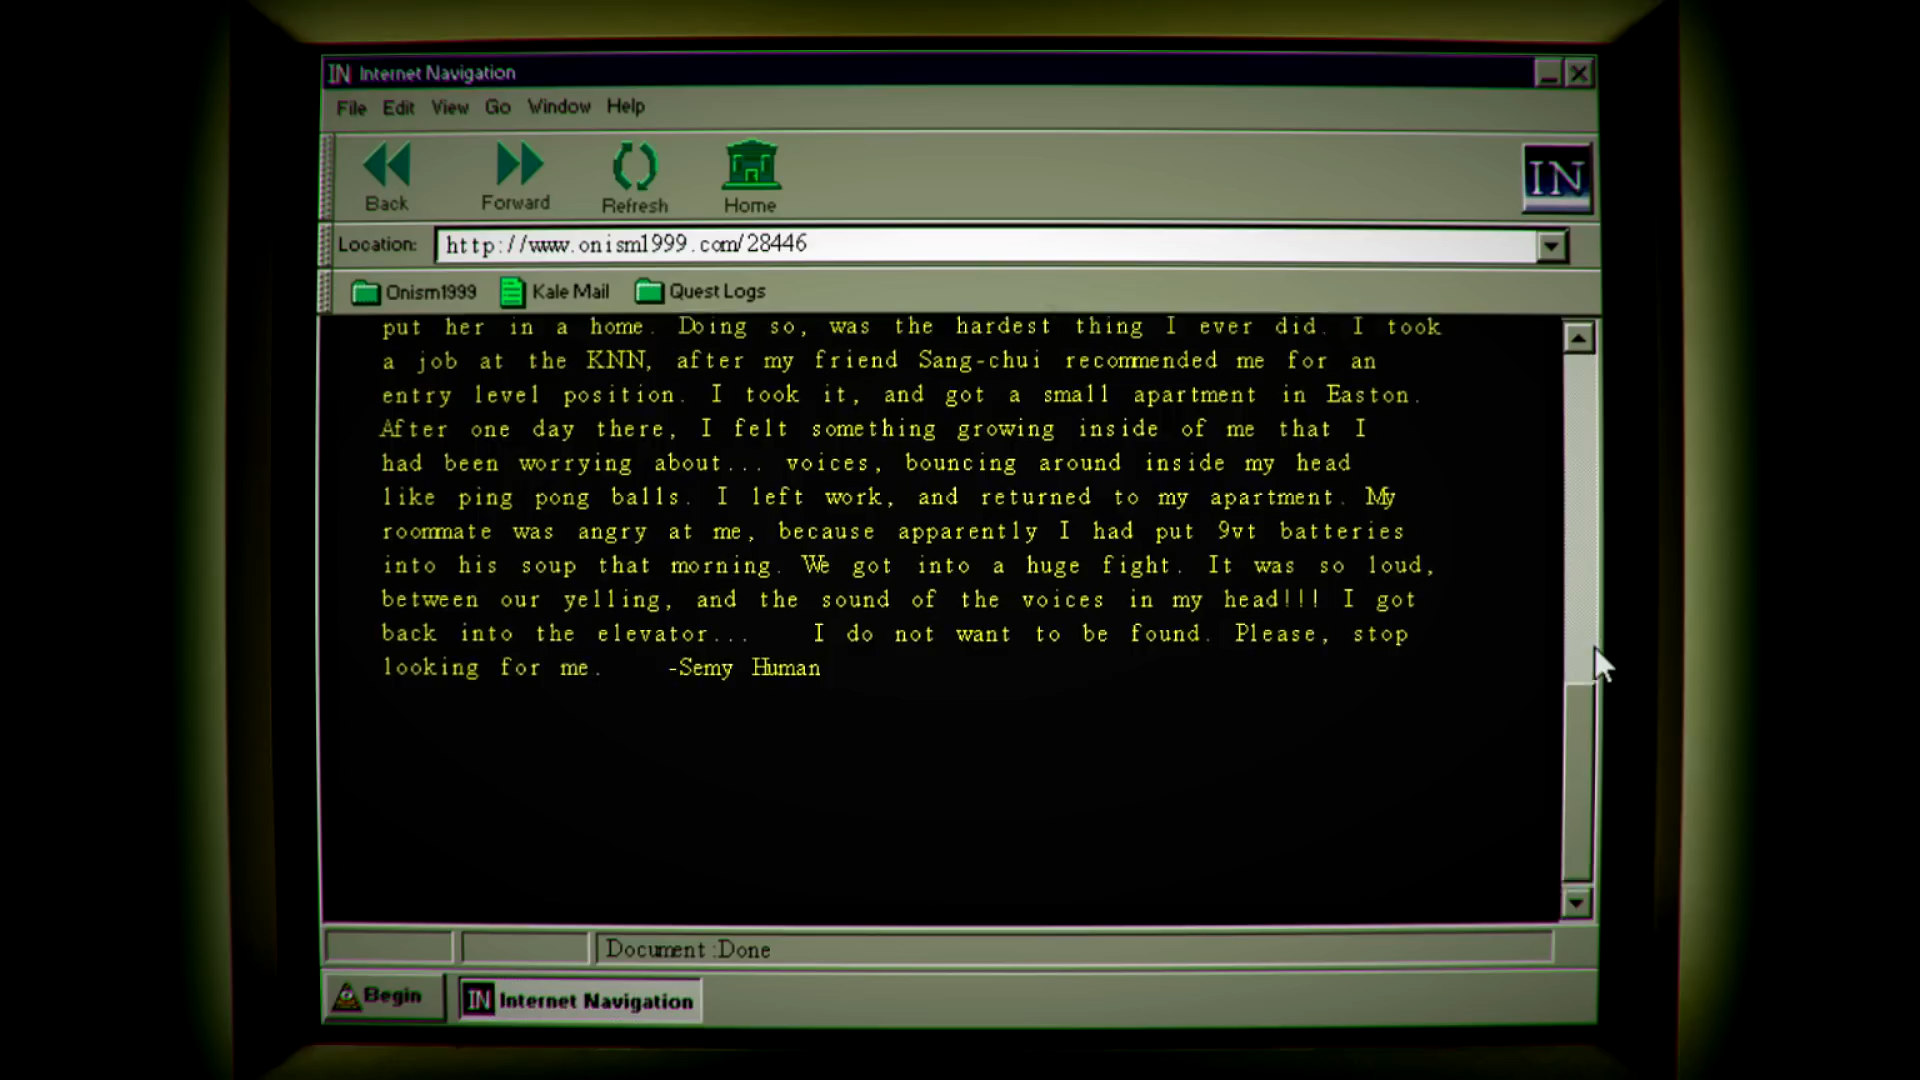 IN Internet Navigation
File Edit View Go Window Help
Back Forward Refresh Home
IN
Location: http://www.onism1999.com/28446
Onism1999 Kale Mail Quest Logs
put her in a home. Doing so, was the hardest thing I ever did. I took
a job at the KNN, after my friend Sang-chui recommended me for an
entry level position. I took it, and got a small apartment in Easton.
After one day there, I felt something growing inside of me that I
had been worrying about... voices, bouncing around inside my head
like ping pong balls. I left work, and returned to my apartment. My
roommate was angry at me, because apparently I had put 9vt batteries
into his soup that morning. We got into a huge fight. It was so loud,
between our yelling, and the sound of the voices in my head!!! I got
back into the elevator... I do not want to be found. Please, stop
looking for me. -Semy Human
Document :Done
Begin IN Internet Navigation